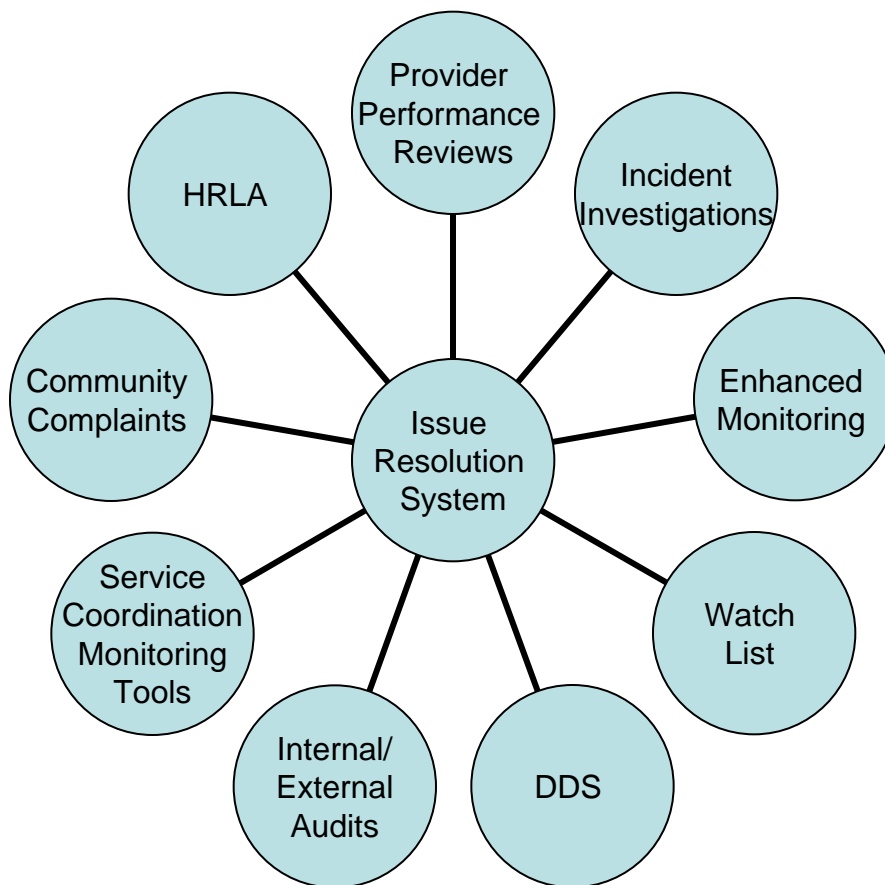 Provider
Performance
Reviews
Incident
Investigations
Enhanced
Monitoring
Watch
List
DDS
Internal/
External
Audits
Service
Coordination
Monitoring
Tools
Community
Complaints
HRLA
Issue
Resolution
System